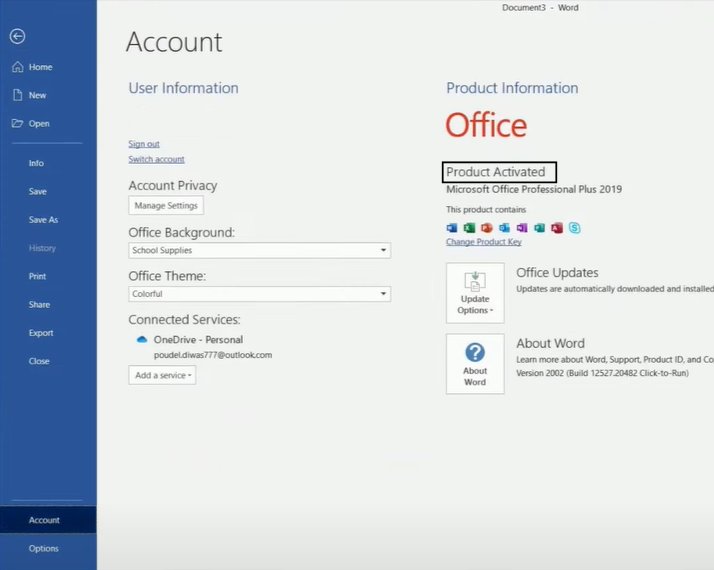 Document3 - Word
Account
Home
New
Open
Info
Save
Save As
History
Print
Share
Export
Close
Account
Options
User Information
Sign out
Switch account
Account Privacy
Manage Settings
Office Background:
School Supplies
Office Theme:
Colorful
Connected Services:
OneDrive - Personal
poudel.diwas777@outlook.com
Add a service
Product Information
Office
Product Activated
Microsoft Office Professional Plus 2019
This product contains
Change Product Key
Update
Options
Office Updates
Updates are automatically downloaded and installed
About
Word
About Word
Learn more about Word, Support, Product ID, and Co
Version 2002 (Build 12527.20482 Click-to-Run)